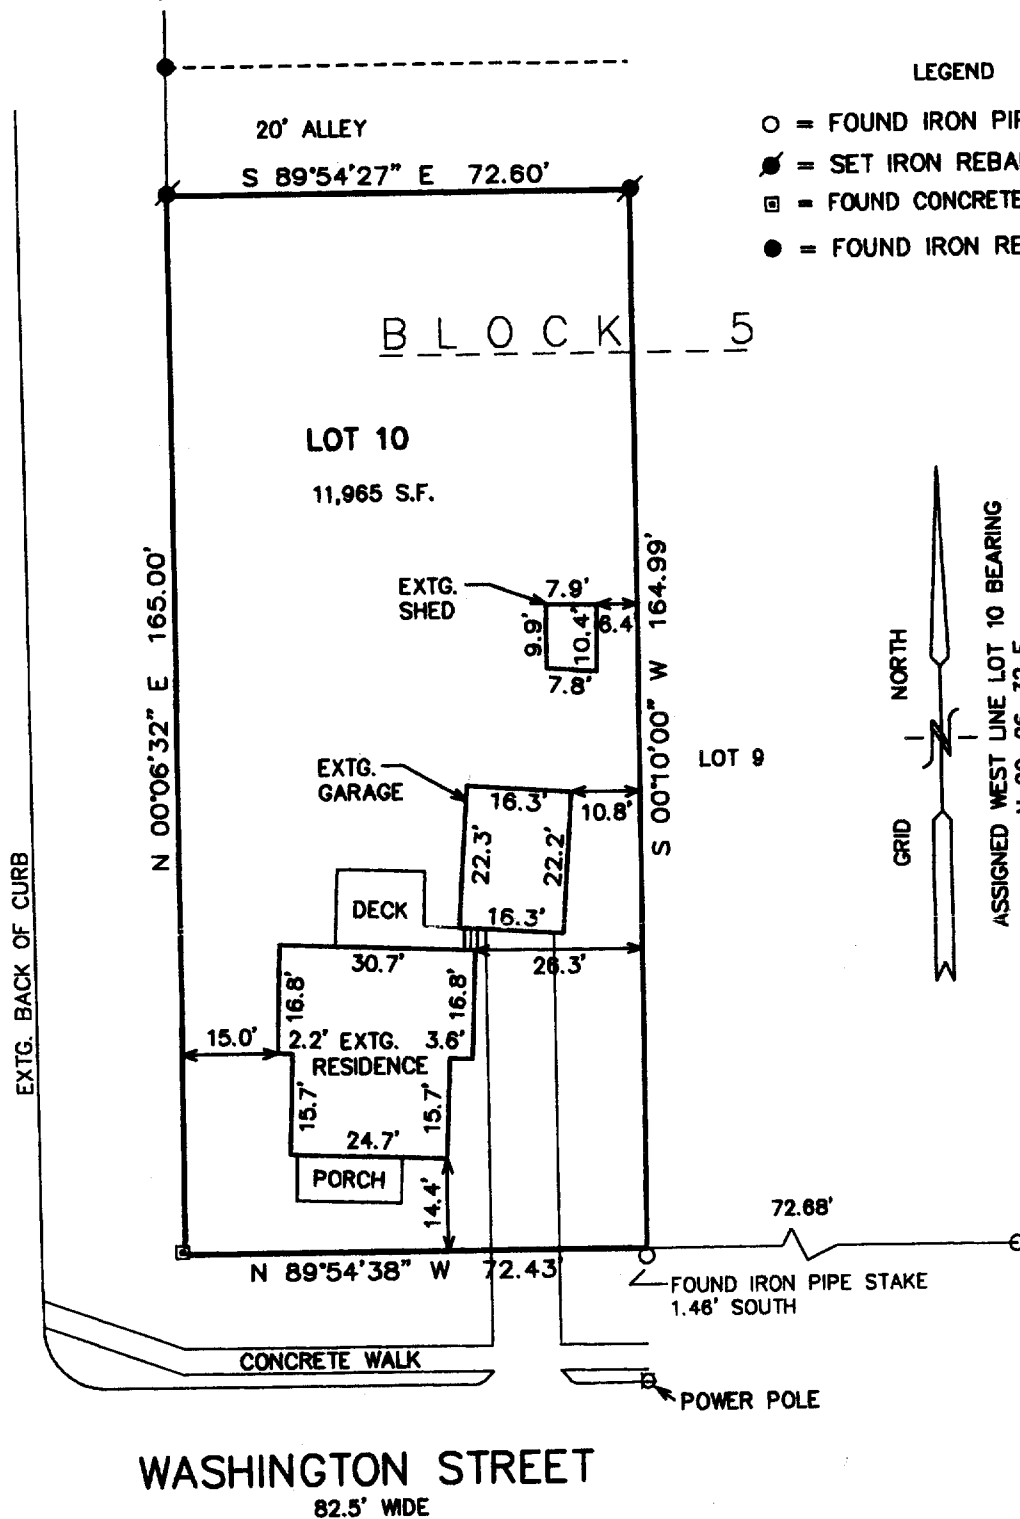 LEGEND
○ = FOUND IRON
= SET IRON
= FOUND CONCRETE
● = FOUND IRON
20' ALLEY
S 89°54'27" E 72.60'
BLOCK 5
LOT 10
11,965 S.F.
N 00°06'32" E 165.00'
S 00°10'00" W 164.99'
EXTG.
SHED
7.9'
9.9'
10.4'
6.4'
7.8'
LOT 9
NORTH
GRID
ASSIGNED WEST LINE LOT 10 BEARING
EXTG.
GARAGE
16.3'
10.8'
22.3'
22.2'
16.3'
DECK
30.7'
26.3'
16.8'
16.8'
15.0'
2.2'
EXTG.
RESIDENCE
3.6'
15.7'
15.7'
24.7'
PORCH
14.4'
EXTG. BACK OF CURB
72.68'
N 89°54'38" W 72.43'
FOUND IRON PIPE STAKE
1.46' SOUTH
CONCRETE WALK
POWER POLE
WASHINGTON STREET
82.5' WIDE